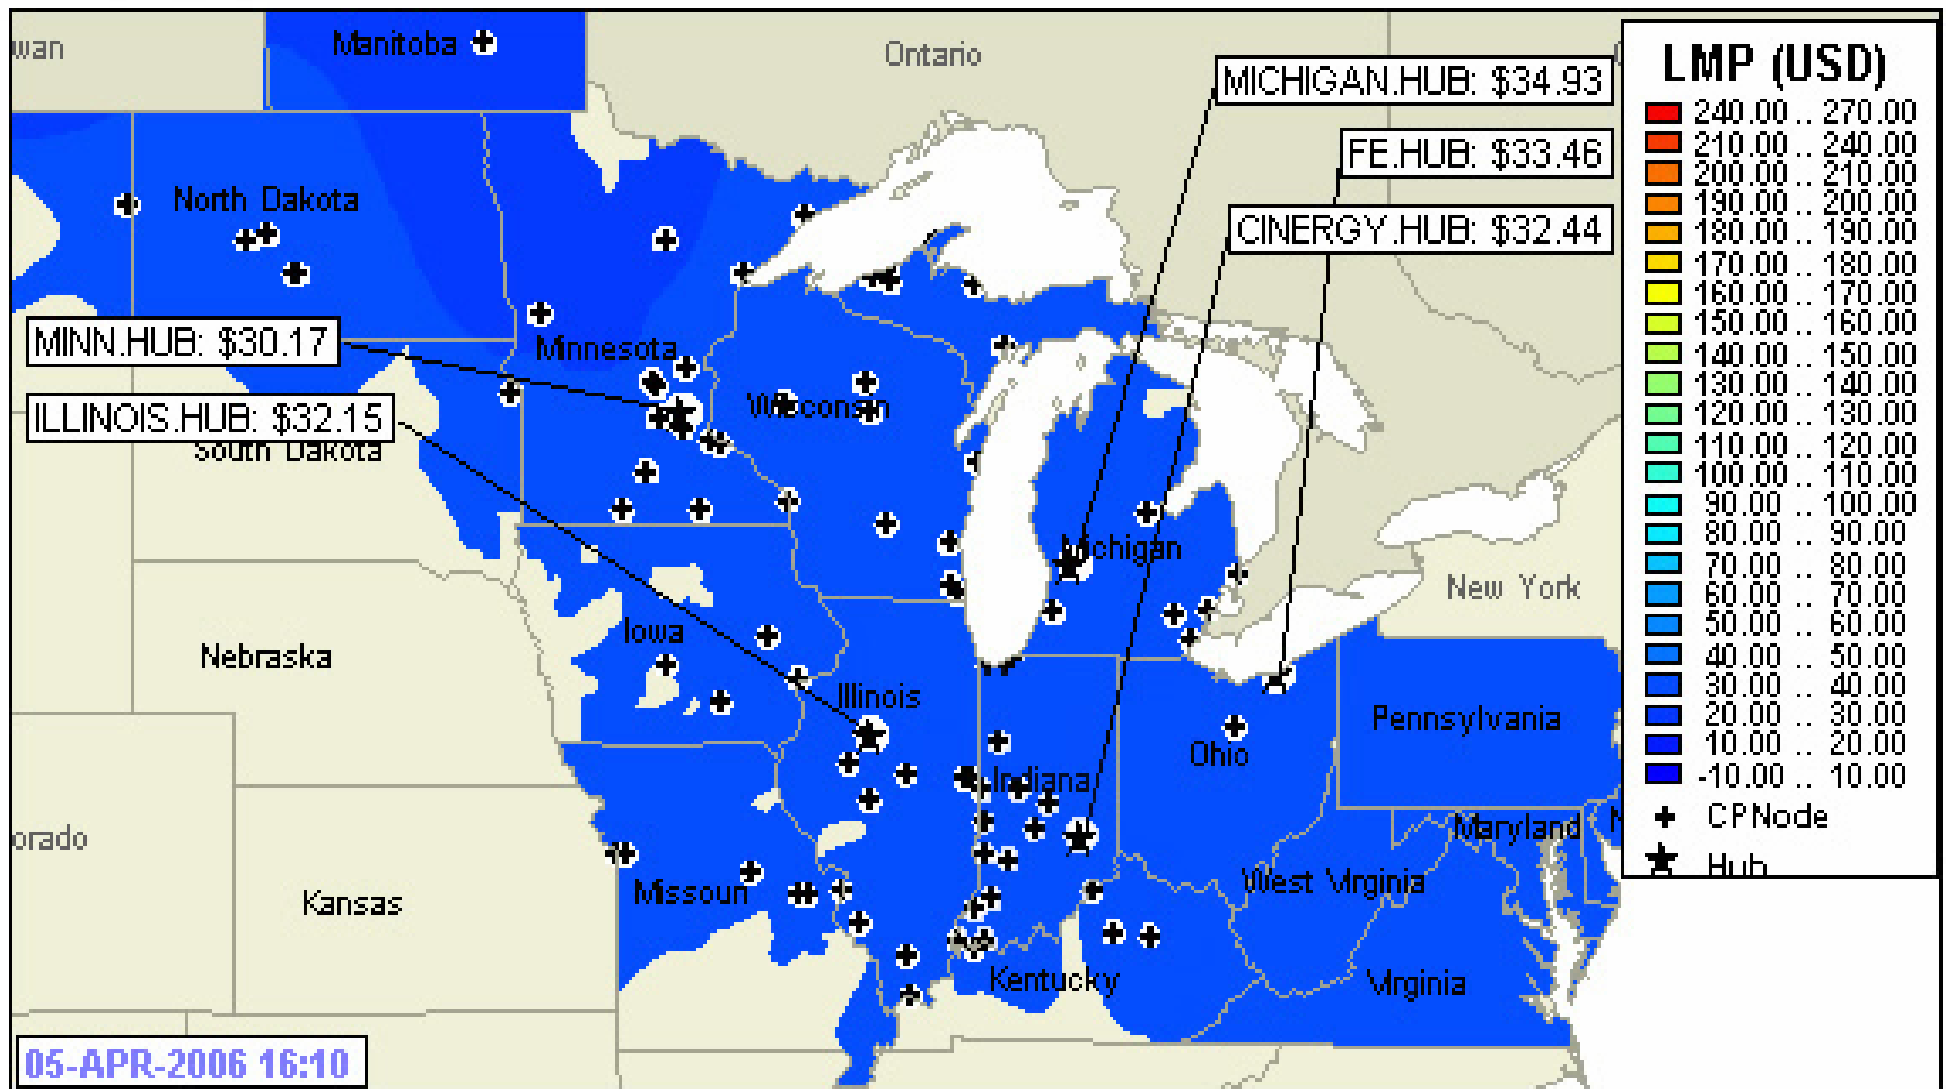 wan
Manitoba
Ontario
MICHIGAN.HUB: $34.93
FE.HUB: $33.46
CINERGY.HUB: $32.44
North Dakota
MINN.HUB: $30.17
Minnesota
ILLINOIS.HUB: $32.15
Wisconsin
South Dakota
Michigan
New York
Iowa
Nebraska
Illinois
Pennsylvania
Ohio
Indiana
Maryland
orado
West Virginia
Missouri
Kansas
Kentucky
Virginia
05-APR-2006 16:10
LMP (USD)
240.00 .. 270.00
210.00 .. 240.00
200.00 .. 210.00
190.00 .. 200.00
180.00 .. 190.00
170.00 .. 180.00
160.00 .. 170.00
150.00 .. 160.00
140.00 .. 150.00
130.00 .. 140.00
120.00 .. 130.00
110.00 .. 120.00
100.00 .. 110.00
90.00 .. 100.00
80.00 .. 90.00
70.00 .. 80.00
60.00 .. 70.00
50.00 .. 60.00
40.00 .. 50.00
30.00 .. 40.00
20.00 .. 30.00
10.00 .. 20.00
-10.00 .. 10.00
CPNode
Hub